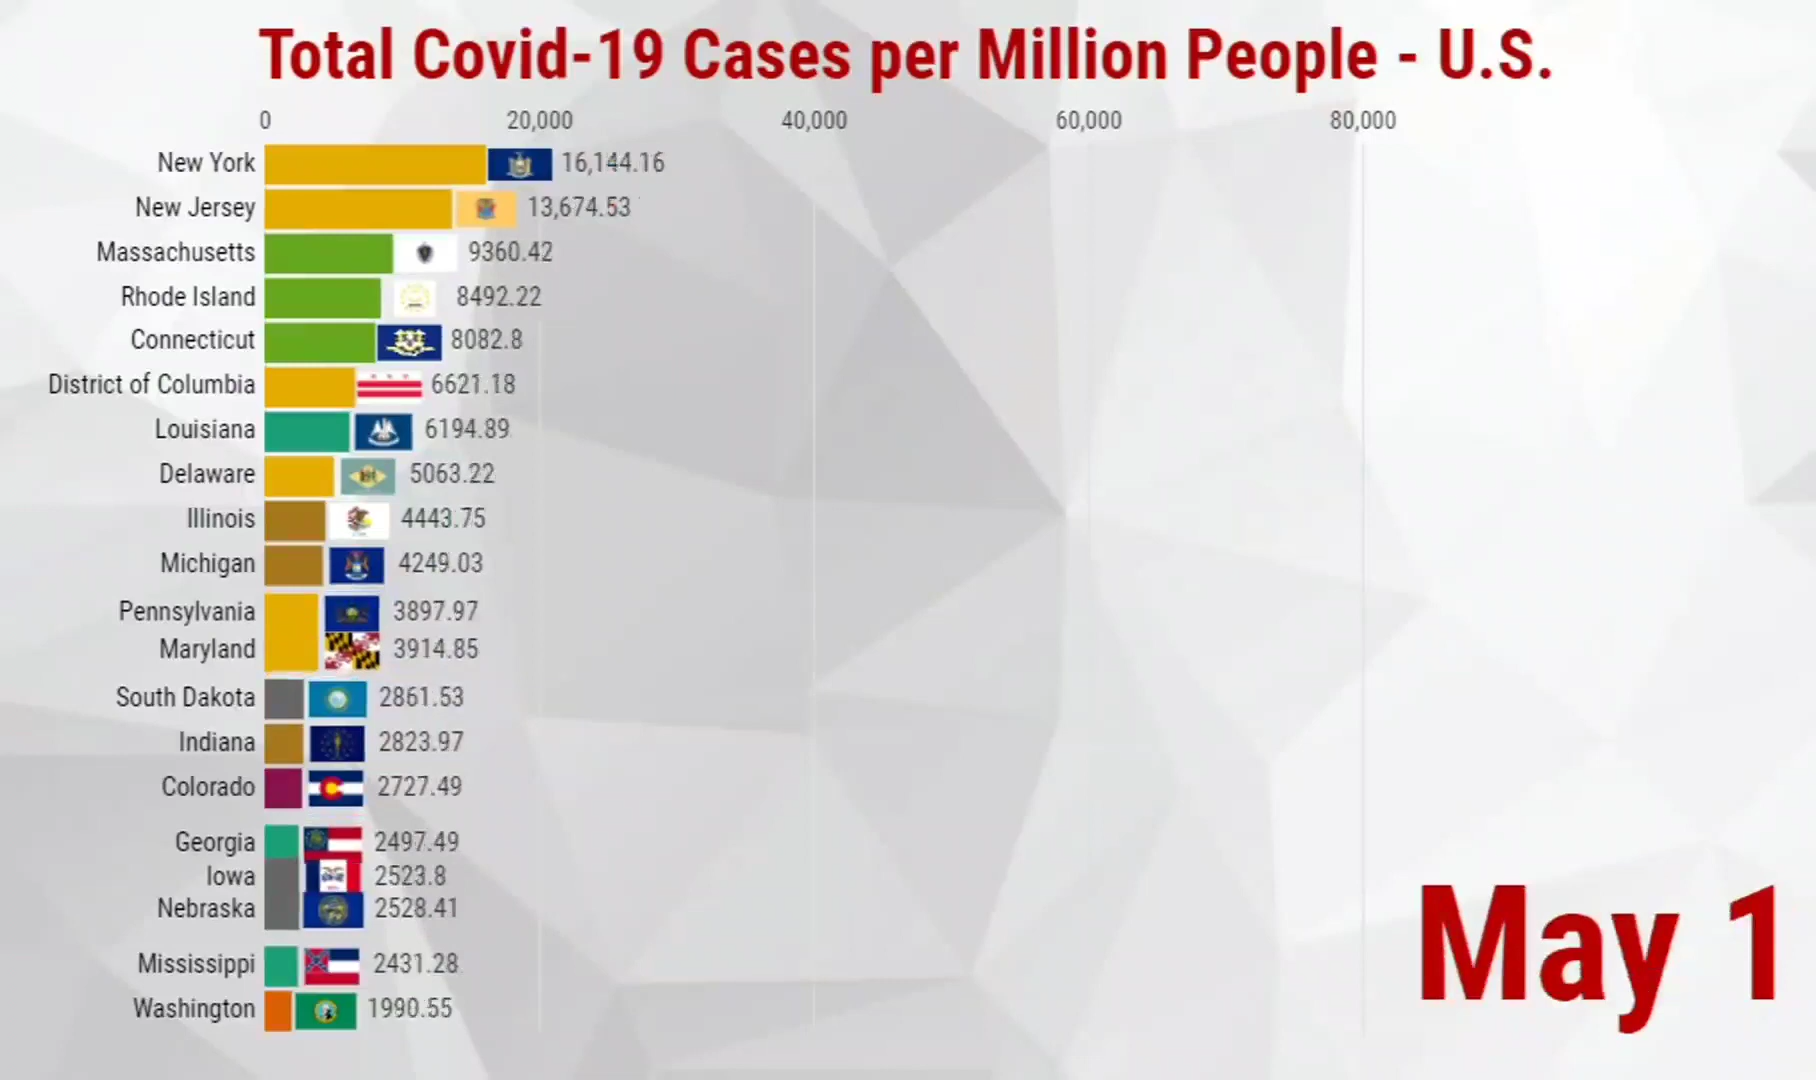 Total Covid-19 Cases per Million People - U.S.
0 20,000 40,000 60,000 80,000
New York 16,144.16
New Jersey 13,674.53
Massachusetts 9360.42
Rhode Island 8492.22
Connecticut 8082.8
District of Columbia 6621.18
Louisiana 6194.89
Delaware 5063.22
Illinois 4443.75
Michigan 4249.03
Pennsylvania 3897.97
Maryland 3914.85
South Dakota 2861.53
Indiana 2823.97
Colorado 2727.49
Georgia 2497.49
Iowa 2523.8
Nebraska 2528.41
Mississippi 2431.28
Washington 1990.55
May 1